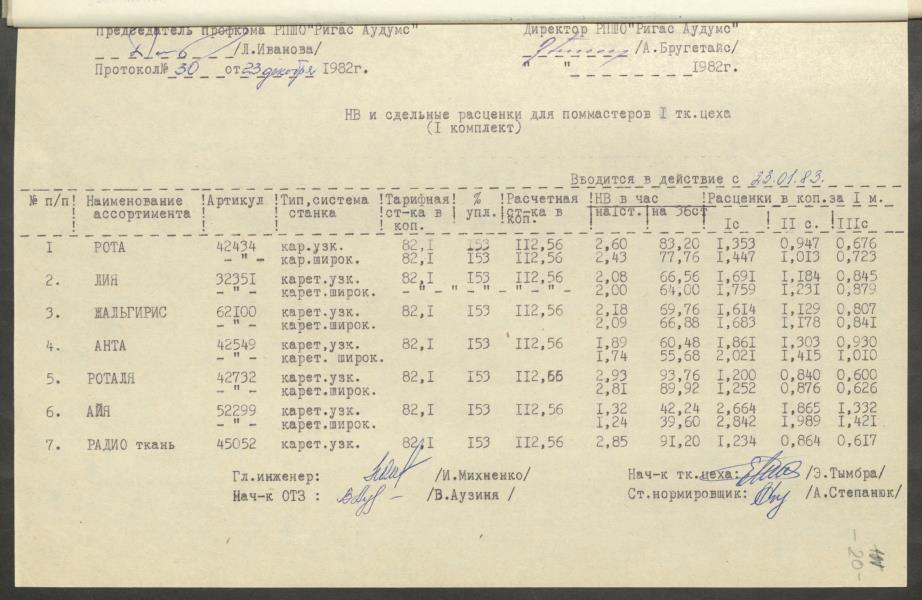 Председатель Профкома РПШО"Ригас Аудумс" Директор РПШО"Ригас Аудумс"
/Л.Иванова/ /А.Бругетайс/
Протокол№ 30 от 23 декабря 1982г. " " 1982г.
НВ и сдельные расценки для поммастеров I тк.цеха
(I комплект)
Вводится в действие с 23.01.83.
№ п/п! Наименование !Артикул !Тип,система !Тарифная ! % !Расчетная !НВ в час !Расценки в коп.за I м.
! ассортимента ! ! станка !ст-ка в ! упл.!ст-ка в !на1ст. !на 36ст
коп. коп. Iс ! II с. !IIIс
I РОТА 42434 кар.узк. 82,I I53 II2,56 2,60 83,20 I,353 0,947 0,676
- " - кар.широк. 82,I I53 II2,56 2,43 77,76 I,447 I,013 0,723
2. ЛИЯ 3235I карет.узк. 82,I I53 II2,56 2,08 66,56 I,69I I,I84 0,845
- " - карет.широк. - " - " - " - " - 2,00 64,00 I,759 I,23I 0,879
3. ЖАЛЬГИРИС 62I00 карет.узк. 82,I I53 II2,56 2,I8 69,76 I,6I4 I,I29 0,807
- " - карет.широк. 2,09 66,88 I,683 I,I78 0,84I
4. АНТА 42549 карет,узк. 82,I I53 II2,56 I,89 60,48 I,86I I,303 0,930
- " - карет. широк. I,74 55,68 2,02I I,4I5 I,0I0
5. РОТАЛЯ 42732 карет.узк. 82,I I53 II2,56 2,93 93,76 I,200 0,840 0,600
- " - карет.широк. 2,8I 89,92 I,252 0,876 0,626
6. АЙЯ 52299 карет.узк. 82,I I53 II2,56 I,32 42,24 2,664 I,865 I,332
- " - карет.широк. I,24 39,60 2,842 I,989 I,42I
7. РАДИО ткань 45052 карет.узк. 82,I I53 II2,56 2,85 9I,20 I,234 0,864 0,6I7
Гл.инженер: /И.Михненко/ Нач-к тк.цеха: /Э.Тымбра/
Нач-к ОТЗ : /В.Аузиня / Ст.нормировщик: /А.Степанюк/
-20-